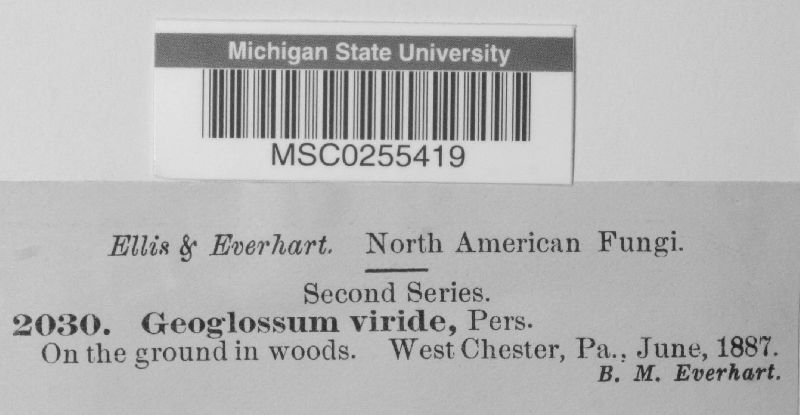 Michigan State University
MSC0255419
Ellis & Everhart. North American Fungi.
Second Series.
2030. Geoglossum viride, Pers.
On the ground in woods. West Chester, Pa., June, 1887.
B. M. Everhart.